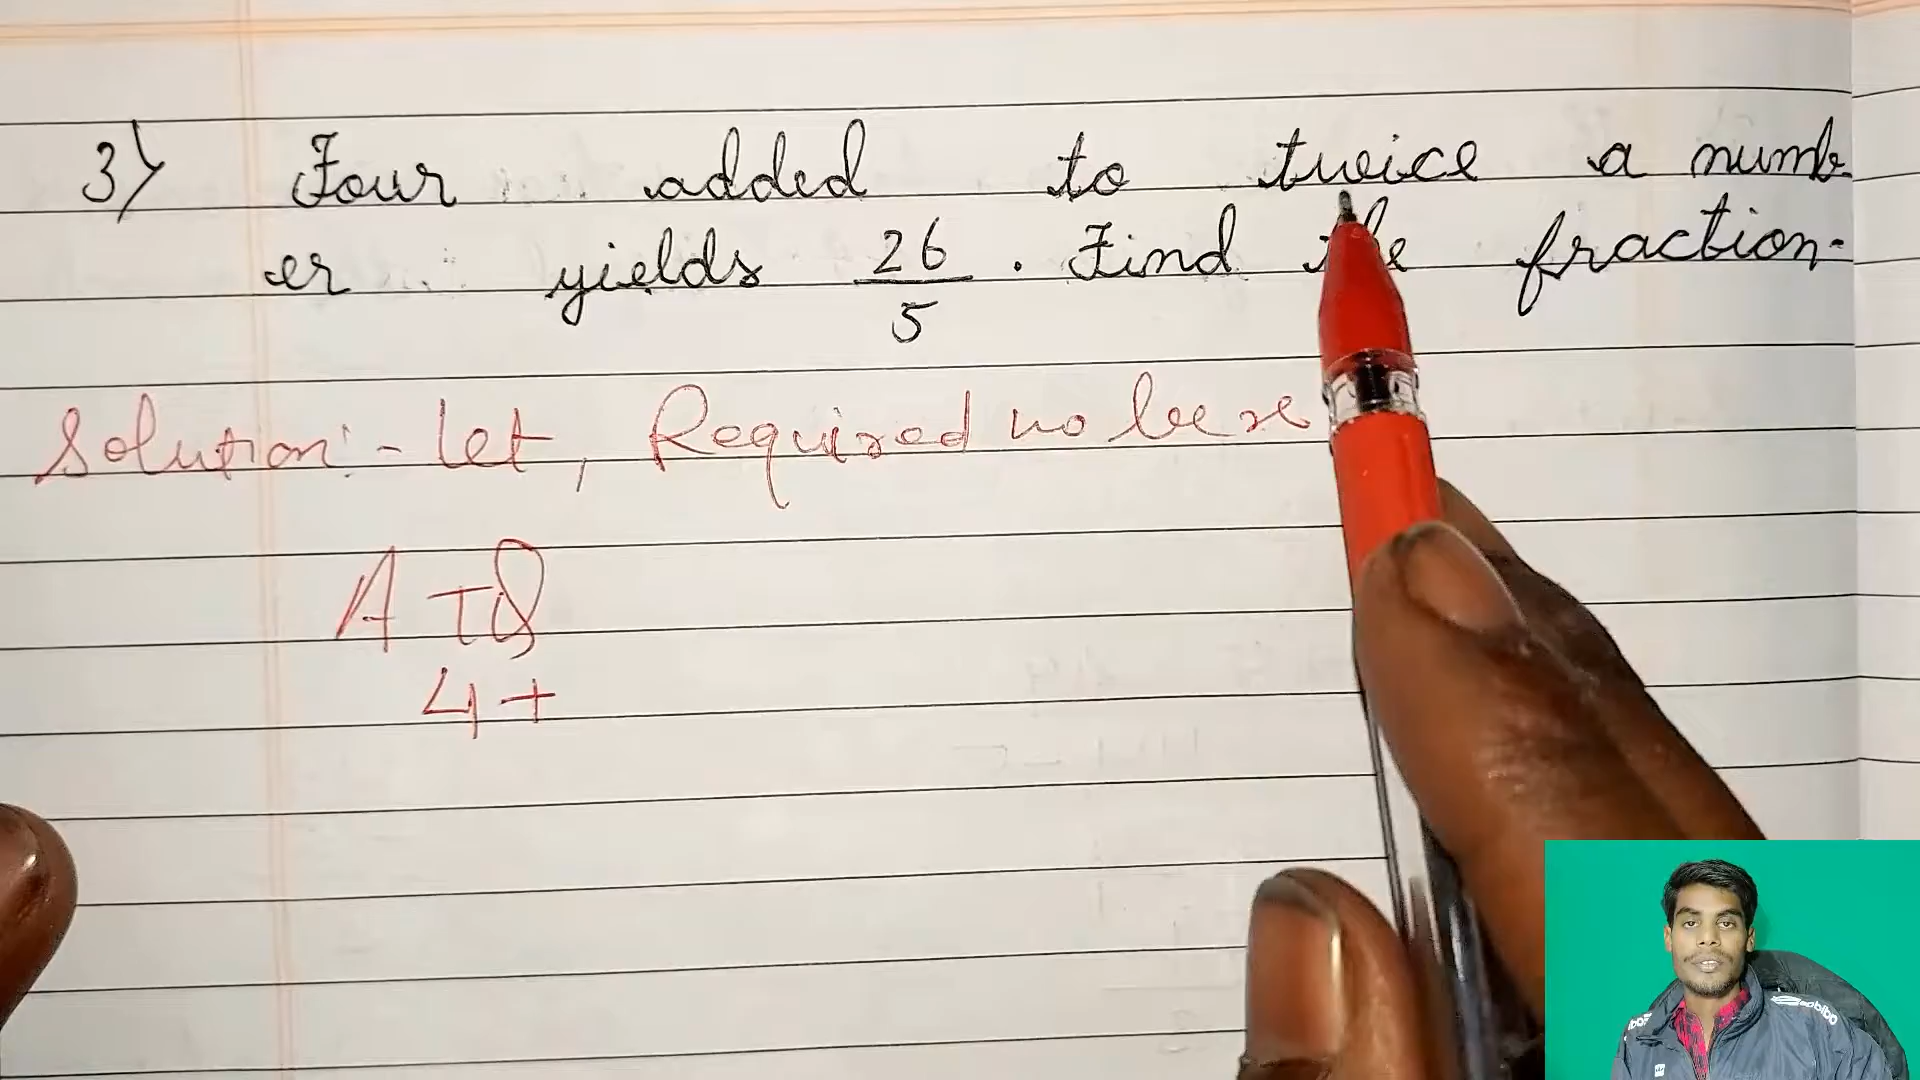 3) Four added to twice a numb
er yields 26/5. Find the fraction.
Solution:- Let, Required no be x
ATQ
4+